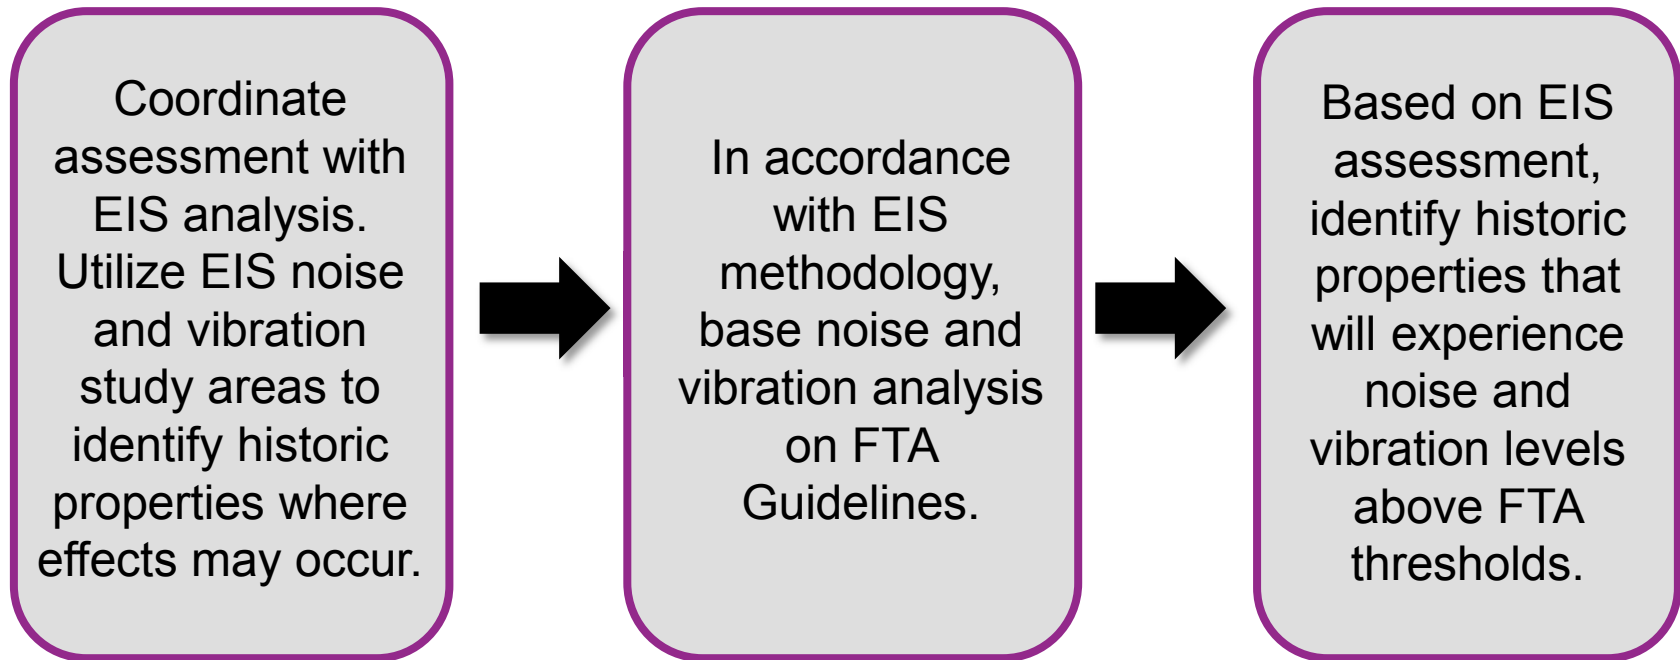 Coordinate
assessment with
EIS analysis.
Utilize EIS noise
and vibration
study areas to
identify historic
properties where
effects may occur.
In accordance
with EIS
methodology,
base noise and
vibration analysis
on FTA
Guidelines.
Based on EIS
assessment,
identify historic
properties that
will experience
noise and
vibration levels
above FTA
thresholds.